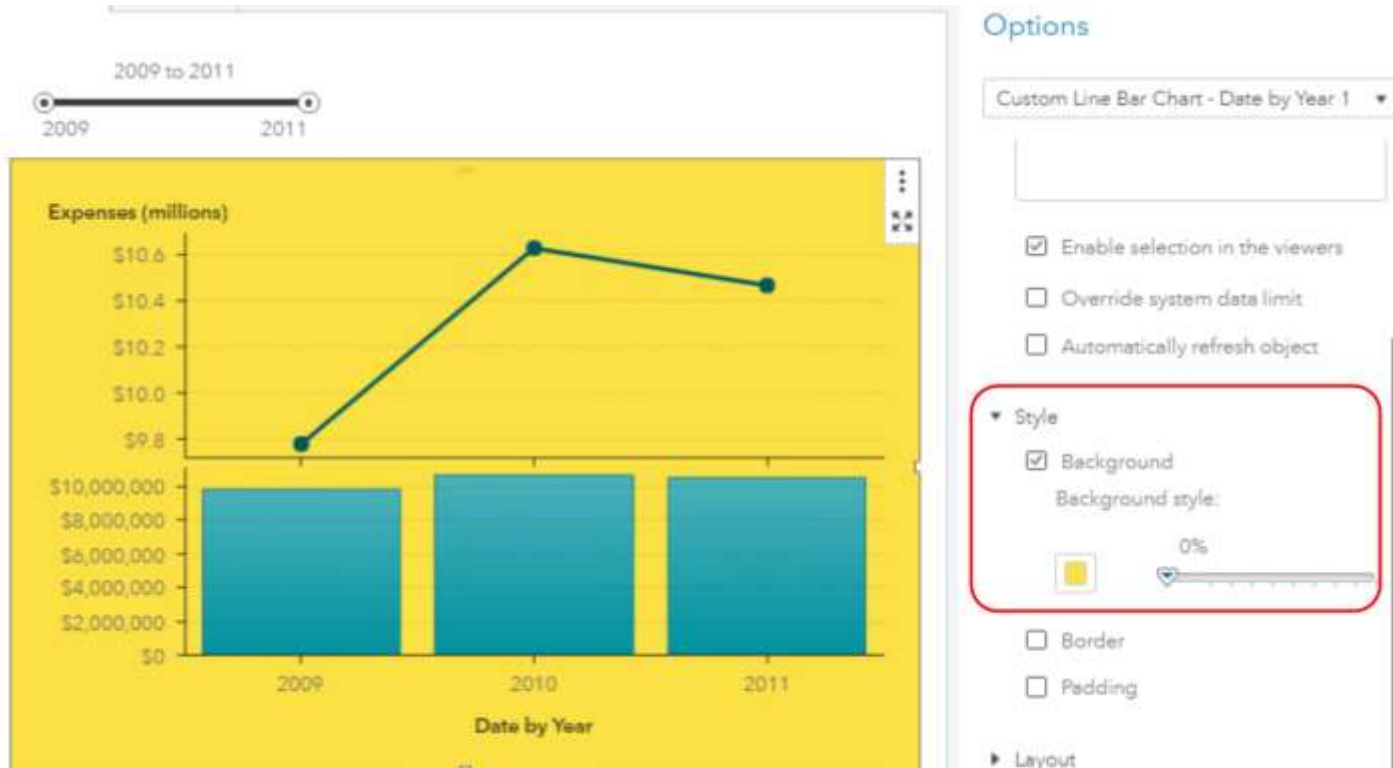 2009 to 2011
2009 2011
Expenses (millions)
$10.6
$10.4
$10.2
$10.0
$9.8
$10,000,000
$8,000,000
$6,000,000
$4,000,000
$2,000,000
$0
2009 2010 2011
Date by Year
Options
Custom Line Bar Chart - Date by Year 1
Enable selection in the viewers
Override system data limit
Automatically refresh object
Style
Background
Background style:
0%
Border
Padding
Layout